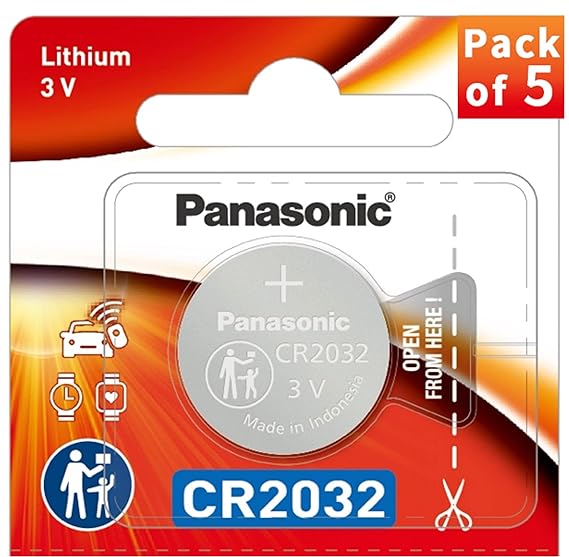 Lithium
3 V
Pack
of 5
Panasonic®
+
Panasonic
CR2032
3 V
Made in Indonesia
OPEN
FROM HERE!
CR2032